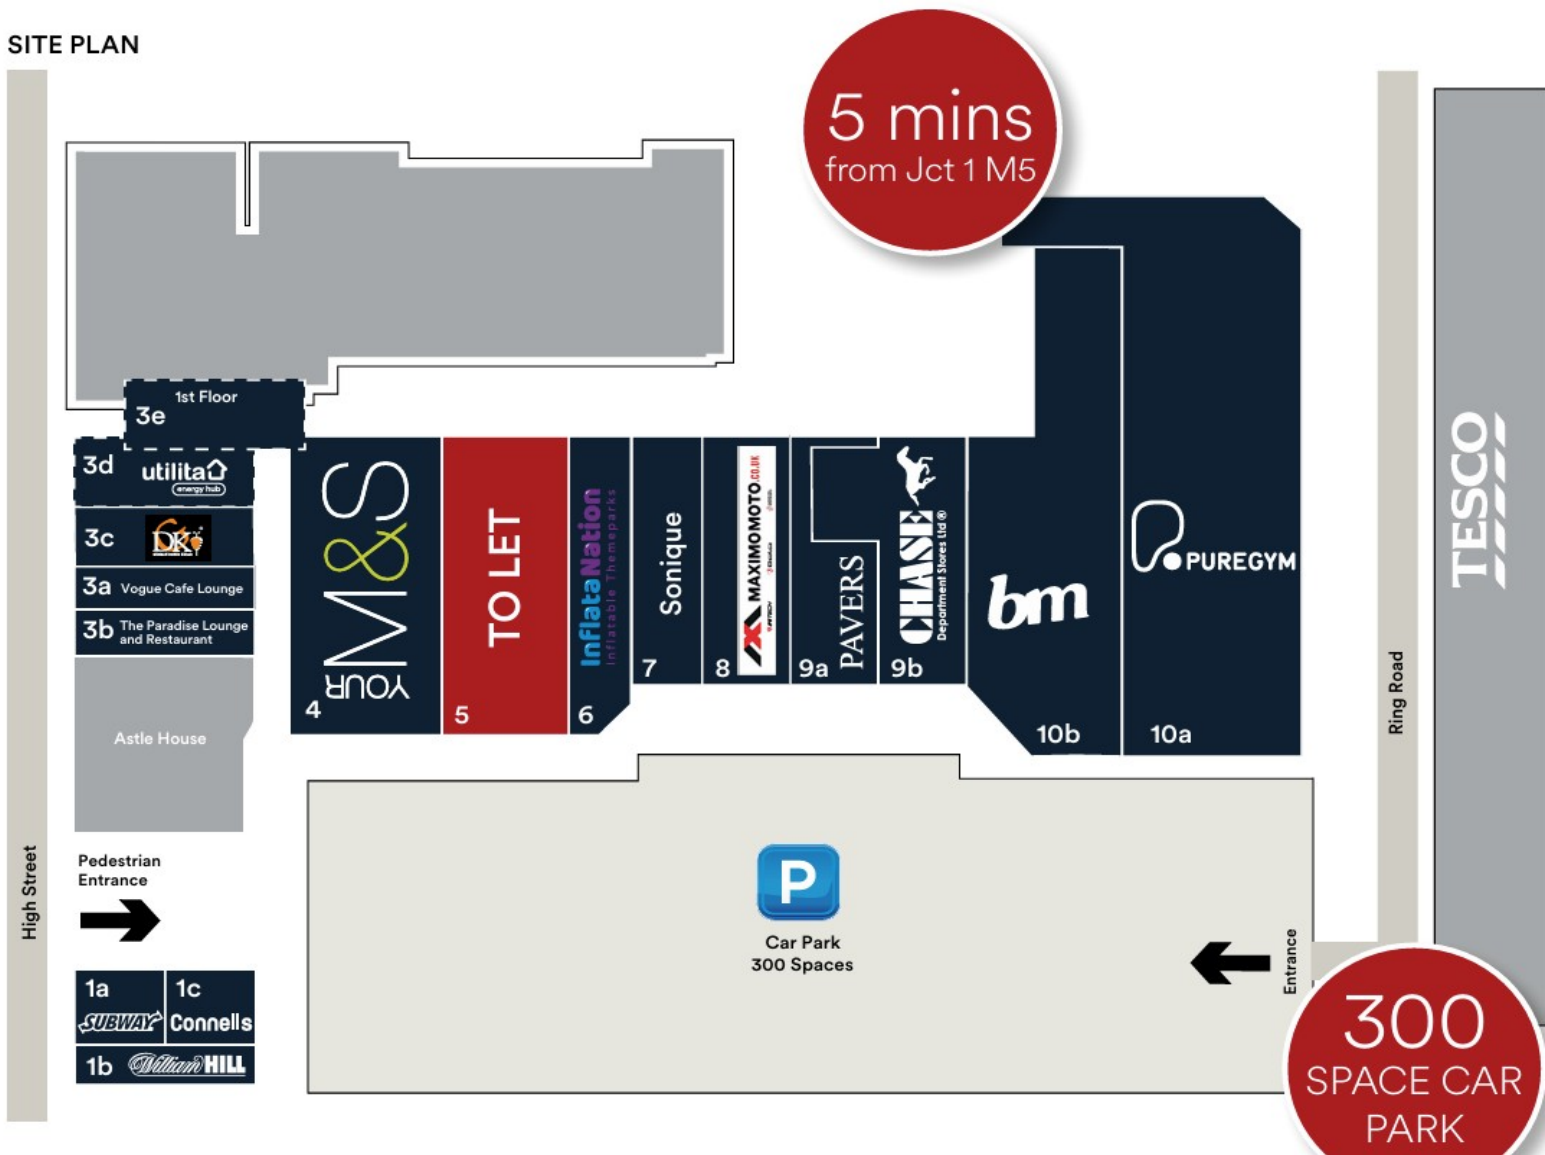 SITE PLAN
5 mins
from Jct 1 M5
1st Floor
3e
3d
utilita
energy hub
3c
DK
3a Vogue Cafe Lounge
3b The Paradise Lounge
and Restaurant
Astle House
YOUR M&S
4
TO LET
5
InflataNation
Inflatable Themeparks
6
Sonique
7
MAXIMOMOTO.CO.UK
8
PAVERS
9a
CHASE
Department Stores Ltd ®
9b
bm
10b
PUREGYM
10a
TESCO
Ring Road
High Street
Pedestrian
Entrance
1a
SUBWAY
1c
Connells
1b William HILL
P
Car Park
300 Spaces
Entrance
300
SPACE CAR
PARK